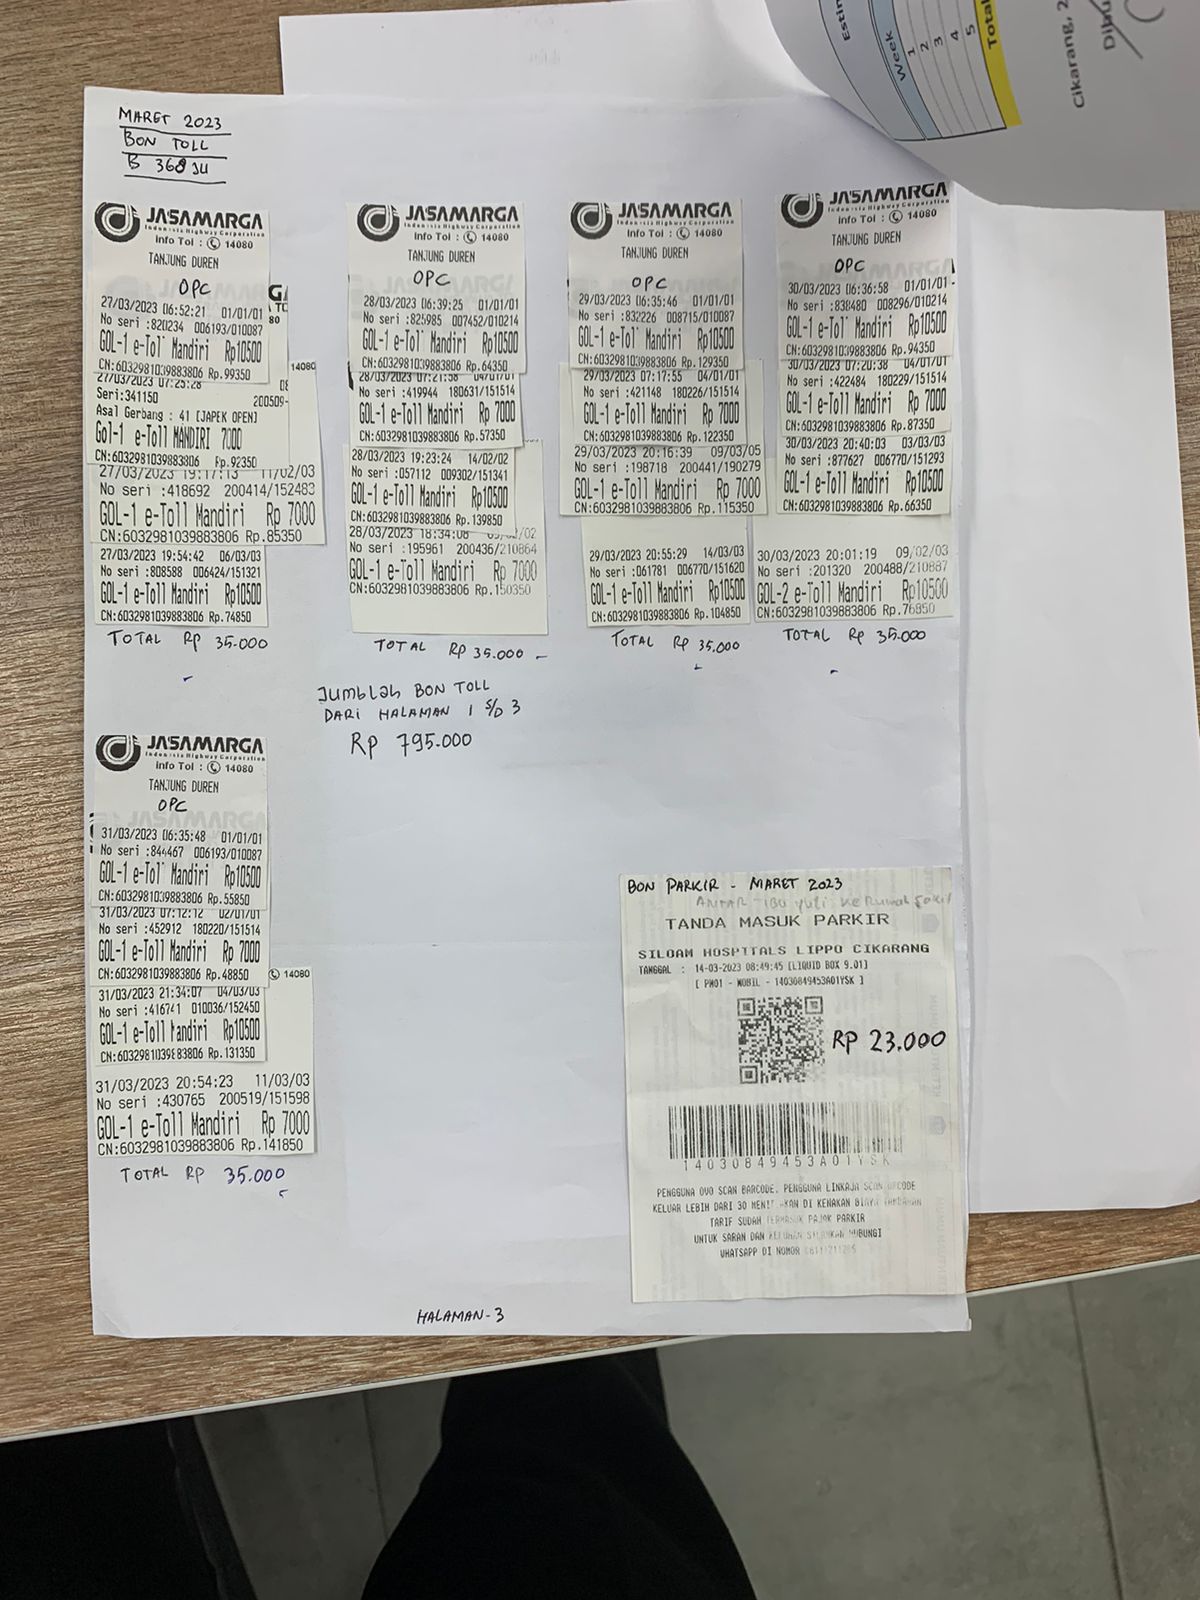 Estim
Week
1
2
3
4
5
Total
Cikarang, 2
Dibu
MARET 2023
BON TOLL
B 368 JU
JASAMARGA
Indonesia Highway Corporation
Info Tol : 14080
TANJUNG DUREN
OPC
27/03/2023 06:52:21 01/01/01
No seri :820234 006193/010087
GOL-1 e-Tol Mandiri Rp10500
CN:6032981039883806 Rp.99350
14080
27/03/2023 07:25:28
Seri:341150 200509-
Asal Gerbang : 41 [JAPEK OPEN]
Gol-1 e-Toll MANDIRI 7000
CN:6032981039883806 Rp.92350
27/03/2023 19:17:13 11/02/03
No seri :418692 200414/152483
GOL-1 e-Toll Mandiri Rp 7000
CN:6032981039883806 Rp.85350
27/03/2023 19:54:42 06/03/03
No seri :808588 006424/151321
GOL-1 e-Toll Mandiri Rp10500
CN:6032981039883806 Rp.74850
TOTAL Rp 35.000
JASAMARGA
Indonesia Highway Corporation
Info Tol : 14080
TANJUNG DUREN
OPC
28/03/2023 06:39:25 01/01/01
No seri :825985 007452/010214
GOL-1 e-Tol Mandiri Rp10500
CN:6032981039883806 Rp.64350
28/03/2023 07:21:58 04/01/01
No seri :419944 180631/151514
GOL-1 e-Toll Mandiri Rp 7000
CN:6032981039883806 Rp.57350
28/03/2023 19:23:24 14/02/02
No seri :057112 009302/151341
GOL-1 e-Toll Mandiri Rp10500
CN:6032981039883806 Rp.139850
28/03/2023 18:34:08
No seri :195961 200436/210864
GOL-1 e-Toll Mandiri Rp 7000
CN:6032981039883806 Rp.150350
TOTAL Rp 35.000
JASAMARGA
Indonesia Highway Corporation
Info Tol : 14080
TANJUNG DUREN
OPC
29/03/2023 06:35:46 01/01/01
No seri :832226 008715/010087
GOL-1 e-Tol Mandiri Rp10500
CN:6032981039883806 Rp.129350
29/03/2023 07:17:55 04/01/01
No seri :421148 180226/151514
GOL-1 e-Toll Mandiri Rp 7000
CN:6032981039883806 Rp.122350
29/03/2023 20:16:39 09/03/05
No seri :198718 200441/190279
GOL-1 e-Toll Mandiri Rp 7000
CN:6032981039883806 Rp.115350
29/03/2023 20:55:29 14/03/03
No seri :061781 006770/151620
GOL-1 e-Toll Mandiri Rp10500
CN:6032981039883806 Rp.104850
TOTAL Rp 35.000
JASAMARGA
Indonesia Highway Corporation
Info Tol : 14080
TANJUNG DUREN
OPC
30/03/2023 06:36:58 01/01/01
No seri :838480 008296/010214
GOL-1 e-Tol Mandiri Rp10500
CN:6032981039883806 Rp.94350
30/03/2023 07:20:38 04/01/01
No seri :422484 180229/151514
GOL-1 e-Toll Mandiri Rp 7000
CN:6032981039883806 Rp.87350
30/03/2023 20:40:03 03/03/03
No seri :877627 006770/151293
GOL-1 e-Toll Mandiri Rp10500
CN:6032981039883806 Rp.66350
30/03/2023 20:01:19 09/02/03
No seri :201320 200488/210887
GOL-2 e-Toll Mandiri Rp10500
CN:6032981039883806 Rp.76850
TOTAL Rp 35.000
Jumblah BON TOLL
DARI HALAMAN 1 S/D 3
Rp 795.000
JASAMARGA
Indonesia Highway Corporation
Info Tol : 14080
TANJUNG DUREN
OPC
31/03/2023 06:35:48 01/01/01
No seri :844467 006193/010087
GOL-1 e-Tol Mandiri Rp10500
CN:6032981039883806 Rp.55850
31/03/2023 07:12:12 02/01/01
No seri :452912 180220/151514
GOL-1 e-Toll Mandiri Rp 7000
CN:6032981039883806 Rp.48850
14080
31/03/2023 21:34:07 04/03/03
No seri :416741 010036/152450
GOL-1 e-Toll Mandiri Rp10500
CN:6032981039883806 Rp.131350
31/03/2023 20:54:23 11/03/03
No seri :430765 200519/151598
GOL-1 e-Toll Mandiri Rp 7000
CN:6032981039883806 Rp.141850
TOTAL Rp 35.000
BON PARKIR - MARET 2023
ANTAR IBU YULI KE RUMAH SAKIT
TANDA MASUK PARKIR
SILOAM HOSPITALS LIPPO CIKARANG
TANGGAL : 14-03-2023 08:49:45 [LIQUID BOX 9.01]
[ PM01 - MOBIL - 14030849453A01YSK ]
RP 23.000
14030849453A01YSK
PENGGUNA OVO SCAN BARCODE. PENGGUNA LINKAJA SCAN QRCODE
KELUAR LEBIH DARI 30 MENIT AKAN DI KENAKAN BIAYA TAMBAHAN
TARIF SUDAH TERMASUK PAJAK PARKIR
UNTUK SARAN DAN KELUHAN SILAHKAN HUBUNGI
WHATSAPP DI NOMOR
HALAMAN-3